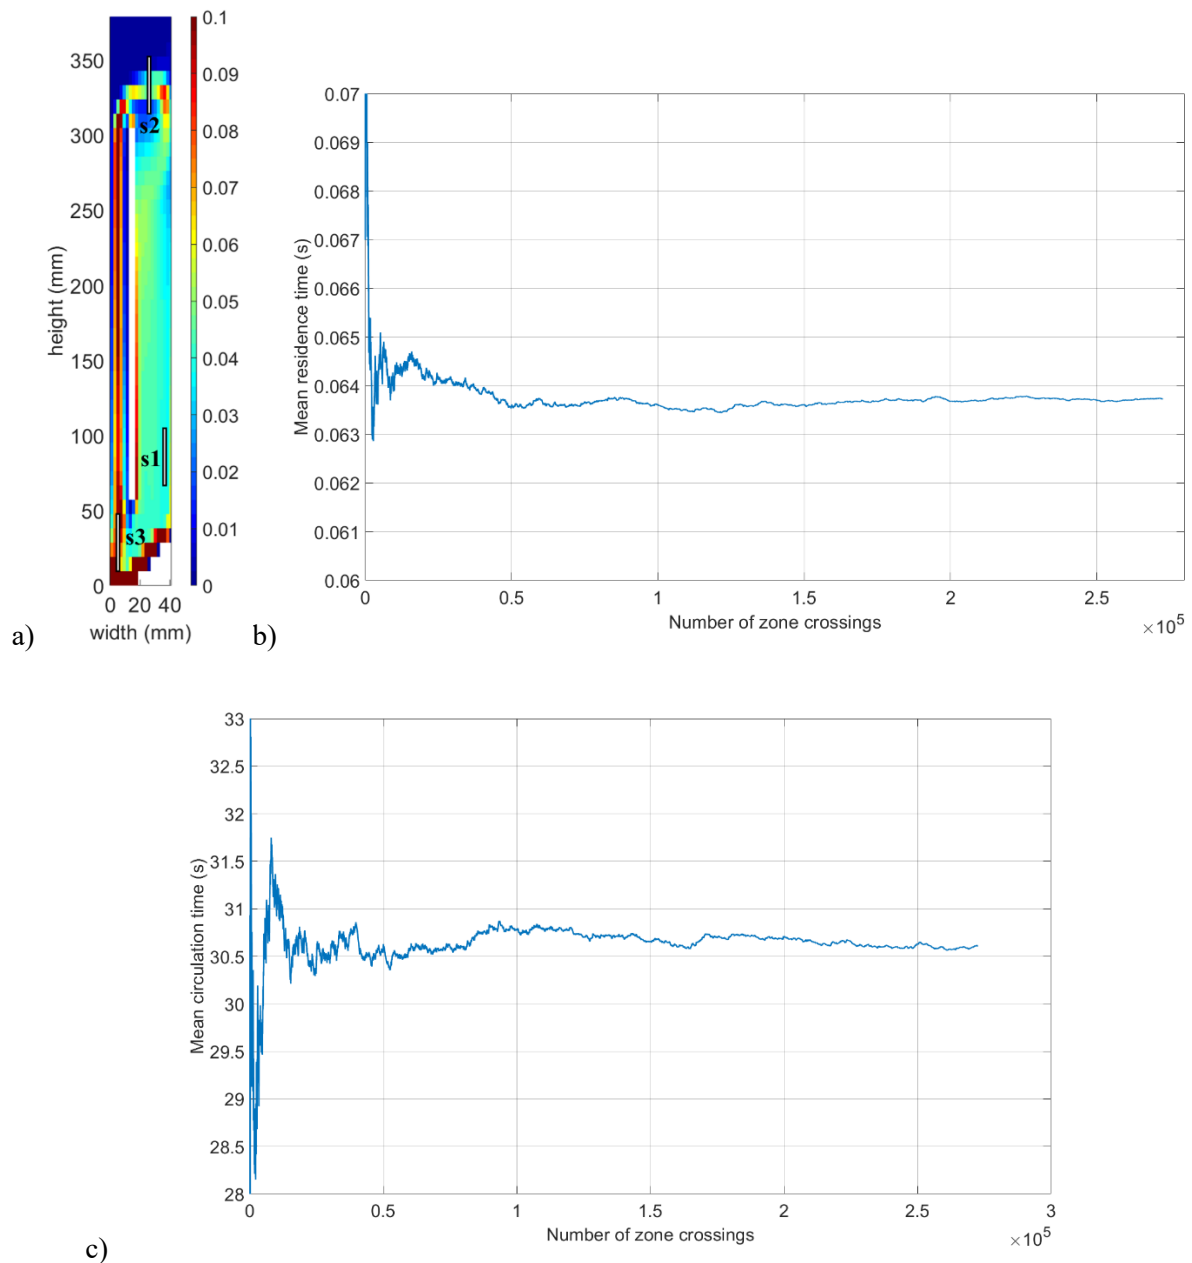 0.1
0.09
0.08
0.07
0.06
0.05
0.04
0.03
0.02
0.01
0
350
300
250
200
150
100
50
0
height (mm)
s2
s1
s3
0 20 40
width (mm)
a)
0.07
0.069
0.068
0.067
0.066
0.065
0.064
0.063
0.062
0.061
0.06
Mean residence time (s)
0 0.5 1 1.5 2 2.5
Number of zone crossings
×10⁵
b)
33
32.5
32
31.5
31
30.5
30
29.5
29
28.5
28
Mean circulation time (s)
0 0.5 1 1.5 2 2.5 3
Number of zone crossings
×10⁵
c)